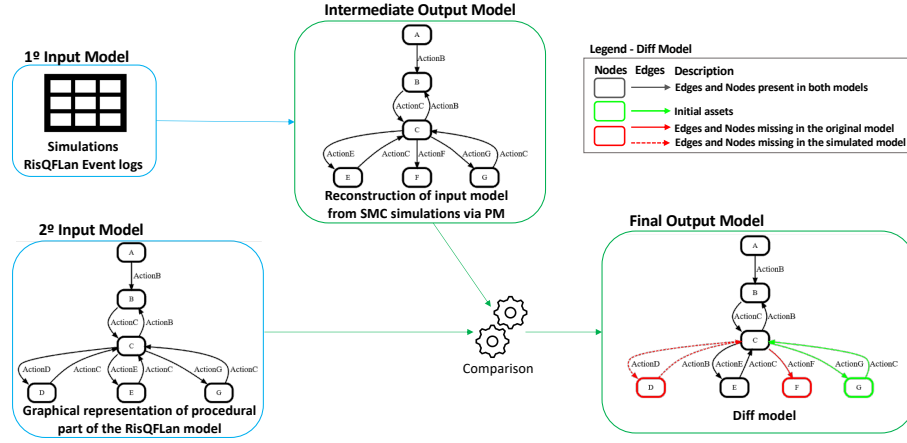 Intermediate Output Model
1º Input Model
Simulations
RisQFLan Event logs
A
ActionB
B
ActionC ActionB
C
ActionE ActionC ActionF ActionG ActionC
E F G
Reconstruction of input model
from SMC simulations via PM
Legend - Diff Model
Nodes Edges Description
Edges and Nodes present in both models
Initial assets
Edges and Nodes missing in the original model
Edges and Nodes missing in the simulated model
2º Input Model
A
ActionB
B
ActionC ActionB
C
ActionD ActionC ActionE ActionC ActionG ActionC
D E G
Graphical representation of procedural
part of the RisQFLan model
Comparison
Final Output Model
A
ActionB
B
ActionC ActionB
C
ActionD ActionB ActionE ActionC ActionF ActionG ActionC
D E F G
Diff model